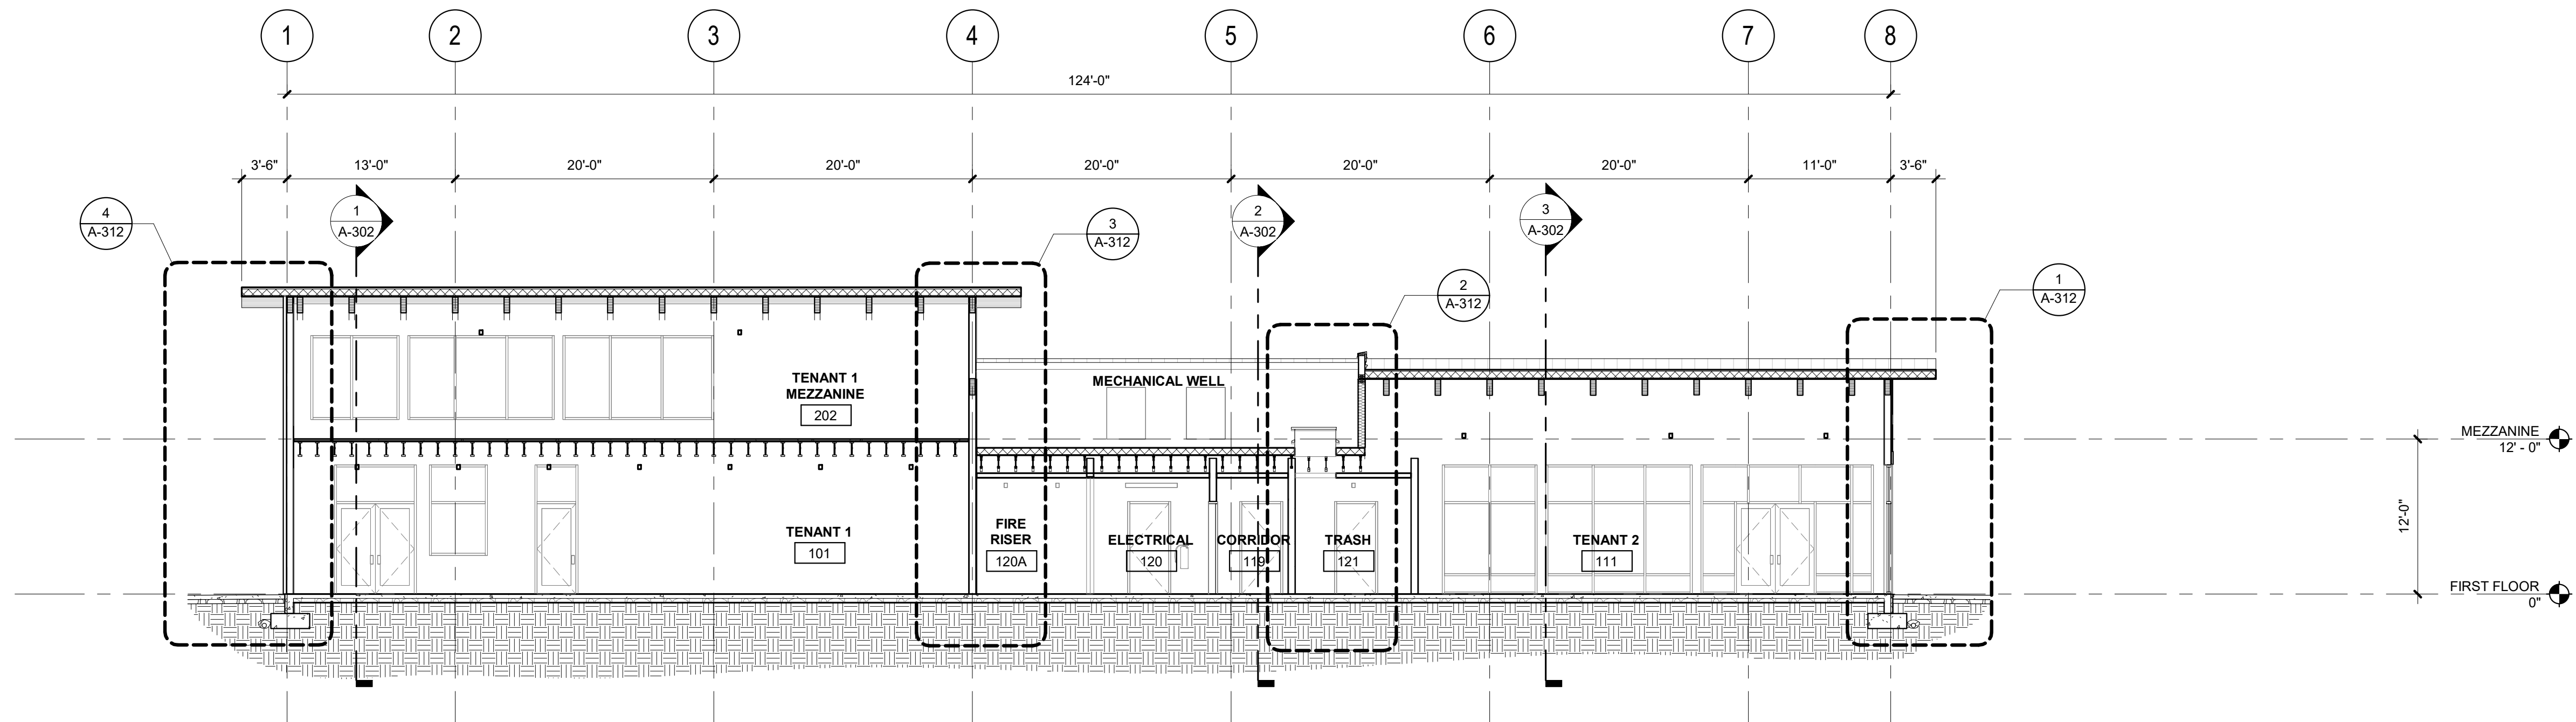 1 2 3 4 5 6 7 8
124'-0"
3'-6" 13'-0" 20'-0" 20'-0" 20'-0" 20'-0" 20'-0" 11'-0" 3'-6"
4
A-312
1
A-302
3
A-312
2
A-302
3
A-302
2
A-312
1
A-312
TENANT 1
MEZZANINE
202
MECHANICAL WELL
MEZZANINE
12' - 0"
TENANT 1
101
FIRE
RISER
120A
ELECTRICAL
120
CORRIDOR
119
TRASH
121
TENANT 2
111
12'-0"
FIRST FLOOR
0"